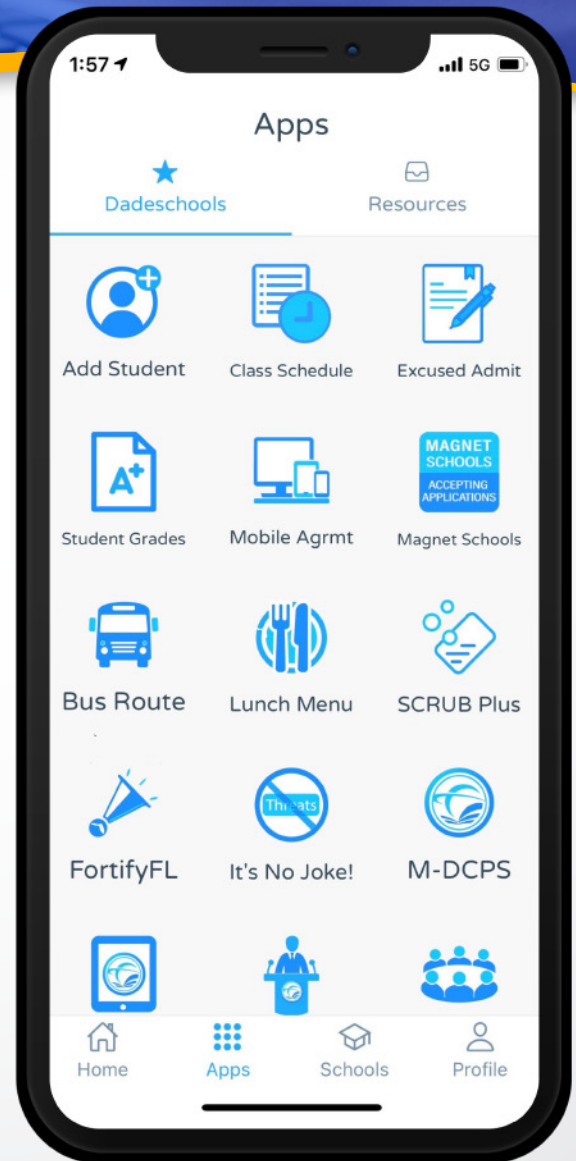 1:57
5G
Apps
Dadeschools
Resources
Add Student
Class Schedule
Excused Admit
A+
Student Grades
Mobile Agrmt
MAGNET
SCHOOLS
ACCEPTING
APPLICATIONS
Magnet Schools
Bus Route
Lunch Menu
SCRUB Plus
FortifyFL
Threats
It's No Joke!
M-DCPS
Home
Apps
Schools
Profile